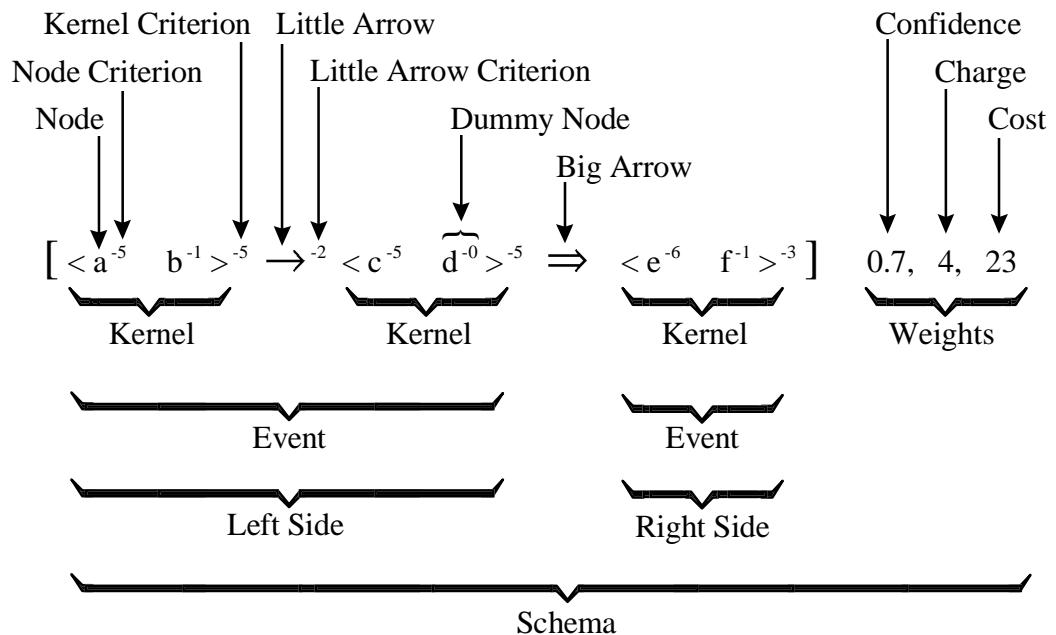 Kernel Criterion Little Arrow Confidence
Node Criterion Little Arrow Criterion Charge
Node Dummy Node Cost
Big Arrow
[ < a⁻⁵ b⁻¹ >⁻⁵ → ⁻² < c⁻⁵ d⁻⁰ >⁻⁵ ⇒ < e⁻⁶ f⁻¹ >⁻³ ] 0.7, 4, 23
Kernel Kernel Kernel Weights
Event Event
Left Side Right Side
Schema